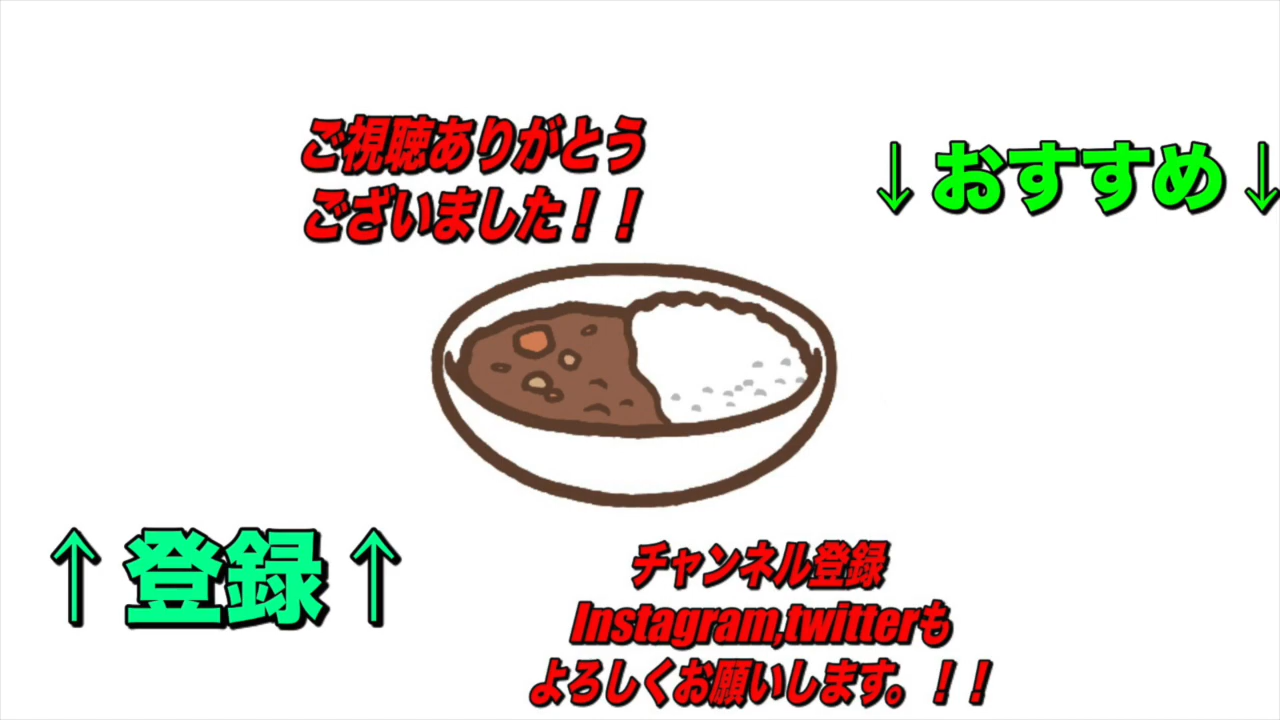 ご視聴ありがとう
ございました！！
↓おすすめ↓
↑登録↑
チャンネル登録
Instagram,twitterも
よろしくお願いします。！！